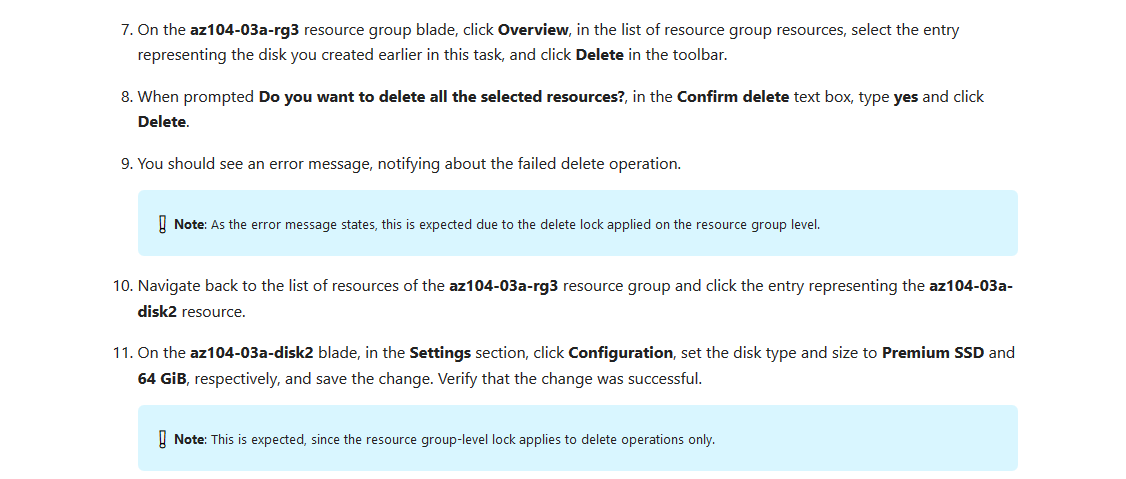 7. On the az104-03a-rg3 resource group blade, click Overview, in the list of resource group resources, select the entry
representing the disk you created earlier in this task, and click Delete in the toolbar.
8. When prompted Do you want to delete all the selected resources?, in the Confirm delete text box, type yes and click
Delete.
9. You should see an error message, notifying about the failed delete operation.
Note: As the error message states, this is expected due to the delete lock applied on the resource group level.
10. Navigate back to the list of resources of the az104-03a-rg3 resource group and click the entry representing the az104-03a-
disk2 resource.
11. On the az104-03a-disk2 blade, in the Settings section, click Configuration, set the disk type and size to Premium SSD and
64 GiB, respectively, and save the change. Verify that the change was successful.
Note: This is expected, since the resource group-level lock applies to delete operations only.